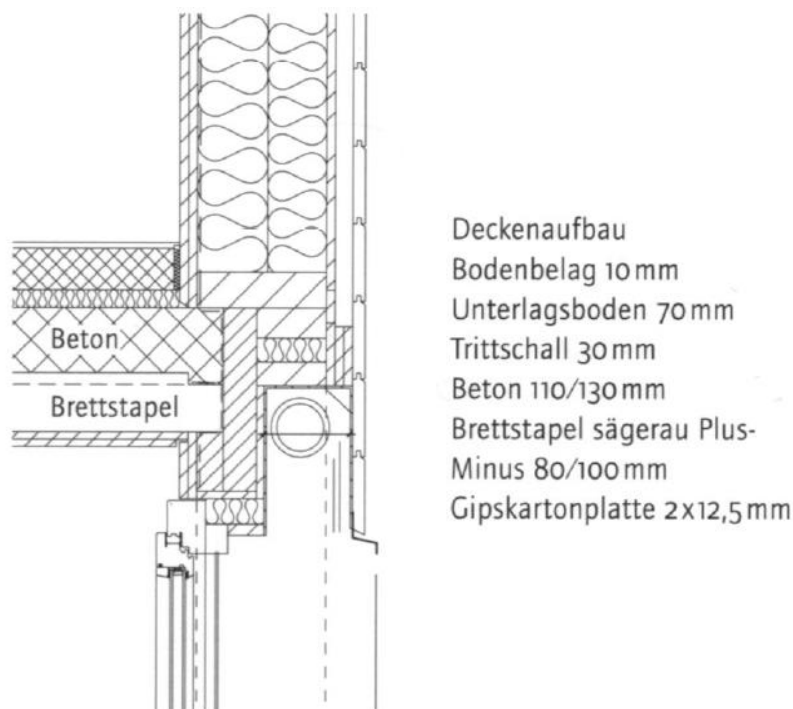 Beton
Brettstapel
Deckenaufbau
Bodenbelag 10 mm
Unterlagsboden 70 mm
Trittschall 30 mm
Beton 110/130 mm
Brettstapel sägerau Plus-
Minus 80/100 mm
Gipskartonplatte 2x12,5 mm